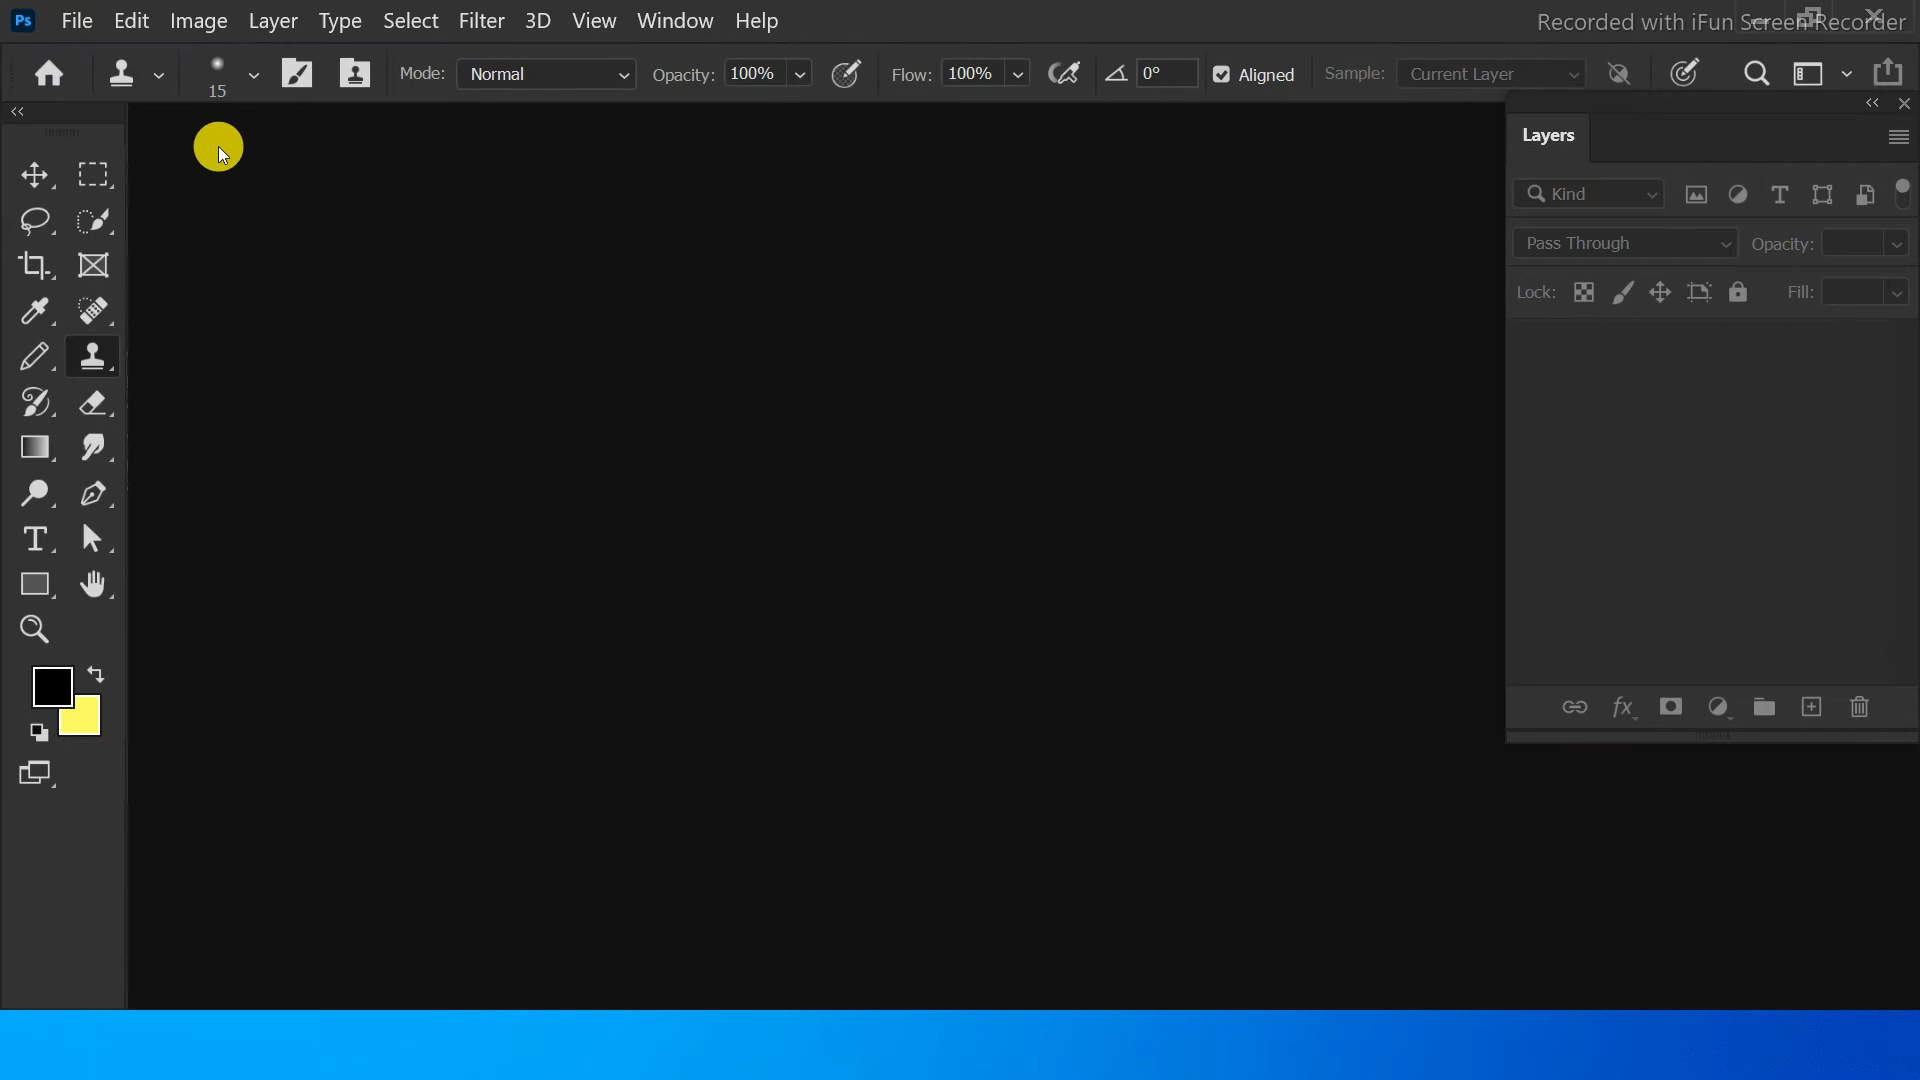 Ps File Edit Image Layer Type Select Filter 3D View Window Help
Recorded with iFun Screen Recorder
15 Mode: Normal Opacity: 100% Flow: 100% 0° Aligned Sample: Current Layer
Layers
Kind
Pass Through Opacity:
Lock: Fill: